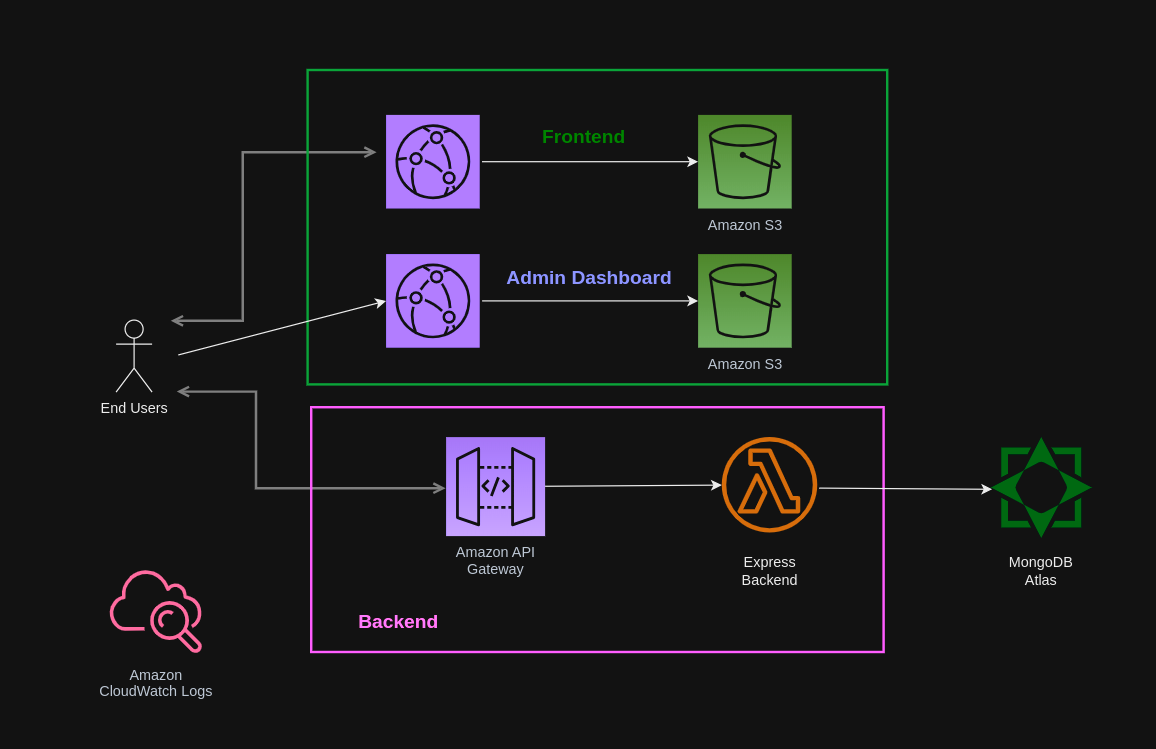 Frontend
Amazon S3
Admin Dashboard
Amazon S3
End Users
Amazon API
Gateway
Express
Backend
MongoDB
Atlas
Backend
Amazon
CloudWatch Logs